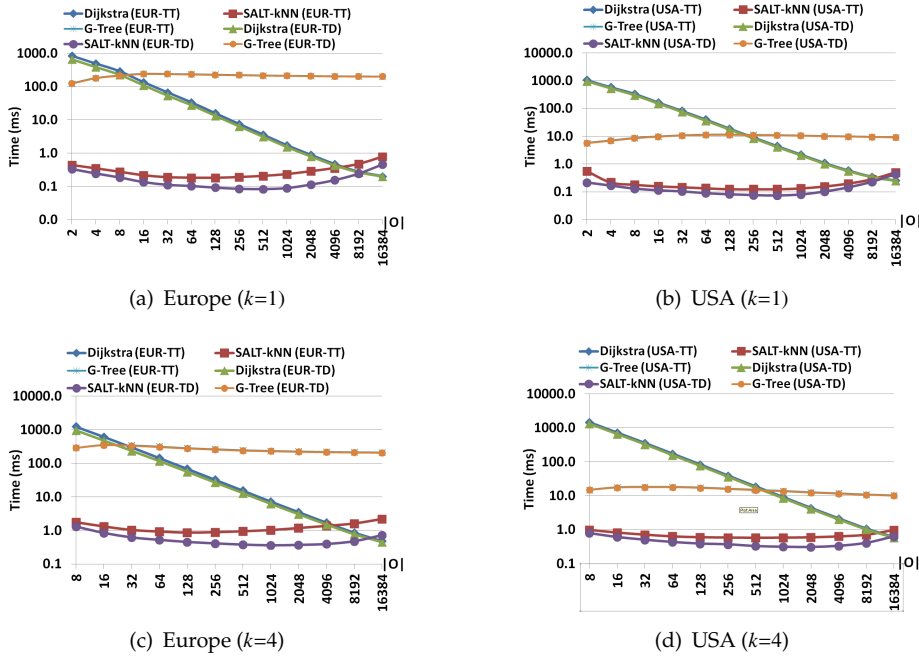 Dijkstra (EUR-TT) SALT-kNN (EUR-TT)
G-Tree (EUR-TT) Dijkstra (EUR-TD)
SALT-kNN (EUR-TD) G-Tree (EUR-TD)
Time (ms)
1000.0
100.0
10.0
1.0
0.1
0.0
2 4 8 16 32 64 128 256 512 1024 2048 4096 8192 16384
|O|
(a) Europe (k=1)
Dijkstra (USA-TT) SALT-kNN (USA-TT)
G-Tree (USA-TT) Dijkstra (USA-TD)
SALT-kNN (USA-TD) G-Tree (USA-TD)
Time (ms)
10000.0
1000.0
100.0
10.0
1.0
0.1
0.0
2 4 8 16 32 64 128 256 512 1024 2048 4096 8192 16384
|O|
(b) USA (k=1)
Dijkstra (EUR-TT) SALT-kNN (EUR-TT)
G-Tree (EUR-TT) Dijkstra (EUR-TD)
SALT-kNN (EUR-TD) G-Tree (EUR-TD)
Time (ms)
10000.0
1000.0
100.0
10.0
1.0
0.1
8 16 32 64 128 256 512 1024 2048 4096 8192 16384
|O|
(c) Europe (k=4)
Dijkstra (USA-TT) SALT-kNN (USA-TT)
G-Tree (USA-TT) Dijkstra (USA-TD)
SALT-kNN (USA-TD) G-Tree (USA-TD)
Time (ms)
10000.0
1000.0
100.0
10.0
1.0
0.1
Plot Area
8 16 32 64 128 256 512 1024 2048 4096 8192 16384
|O|
(d) USA (k=4)